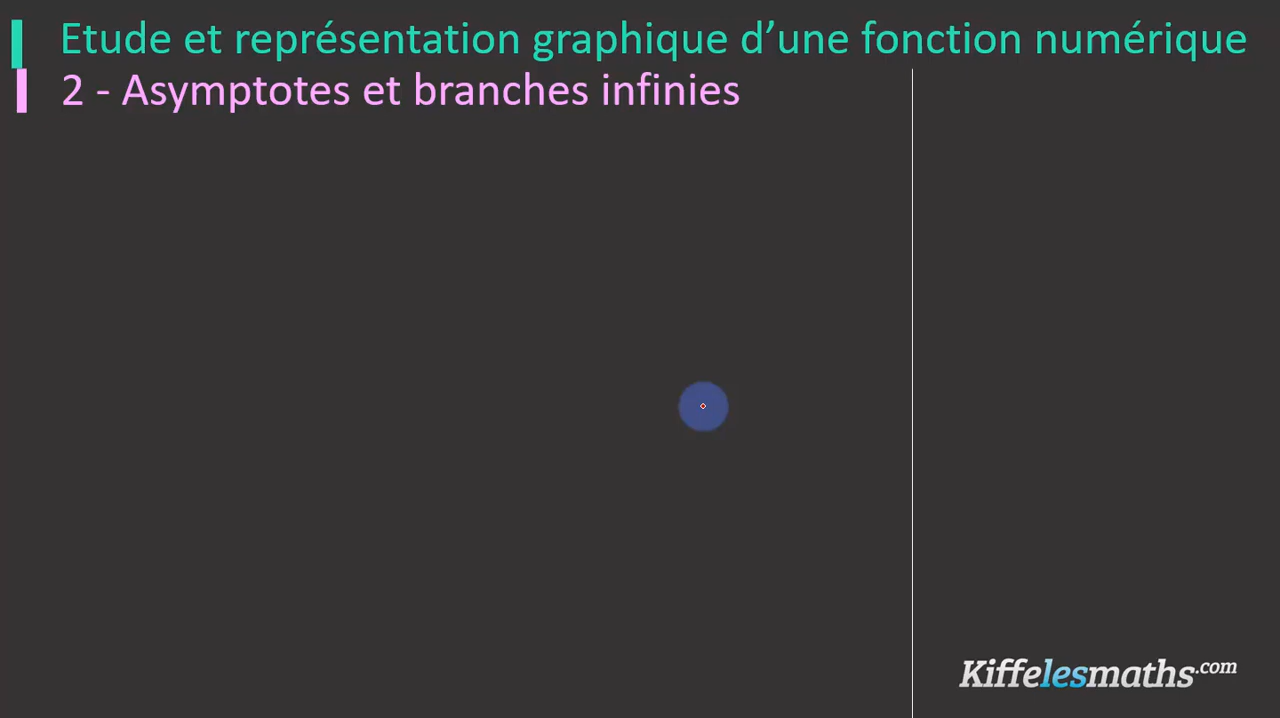 Etude et représentation graphique d’une fonction numérique
2 - Asymptotes et branches infinies
Kiffelesmaths.com